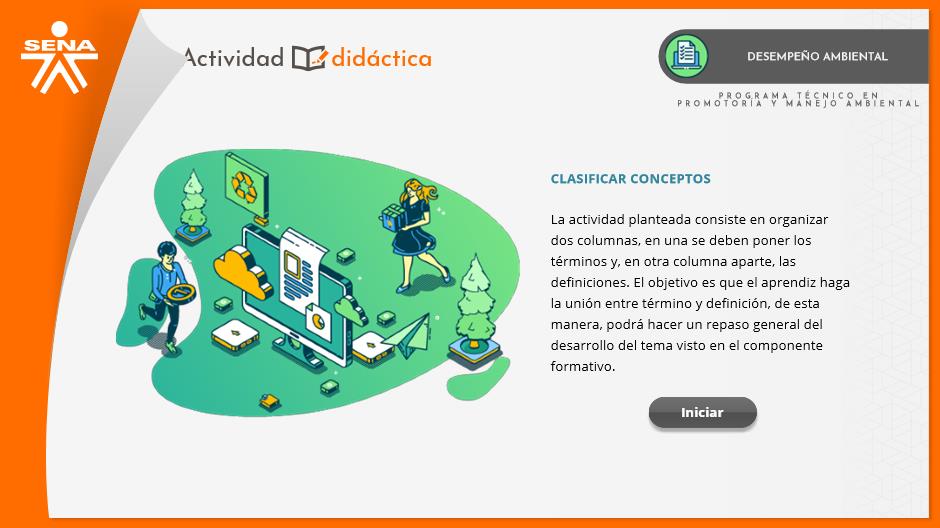 SENA
Actividad didáctica
DESEMPEÑO AMBIENTAL
PROGRAMA TÉCNICO EN
PROMOTORÍA Y MANEJO AMBIENTAL
CLASIFICAR CONCEPTOS
La actividad planteada consiste en organizar
dos columnas, en una se deben poner los
términos y, en otra columna aparte, las
definiciones. El objetivo es que el aprendiz haga
la unión entre término y definición, de esta
manera, podrá hacer un repaso general del
desarrollo del tema visto en el componente
formativo.
Iniciar